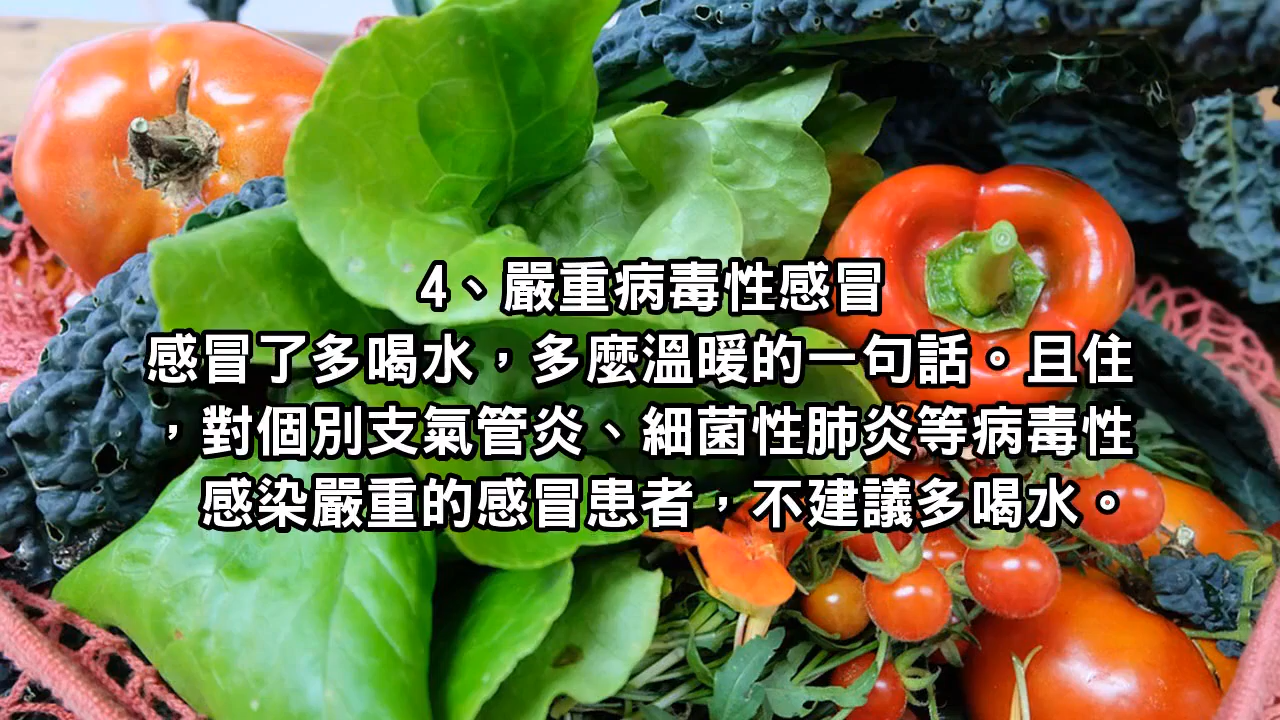 4、嚴重病毒性感冒
感冒了多喝水，多麼溫暖的一句話。且住
，對個別支氣管炎、細菌性肺炎等病毒性
感染嚴重的感冒患者，不建議多喝水。